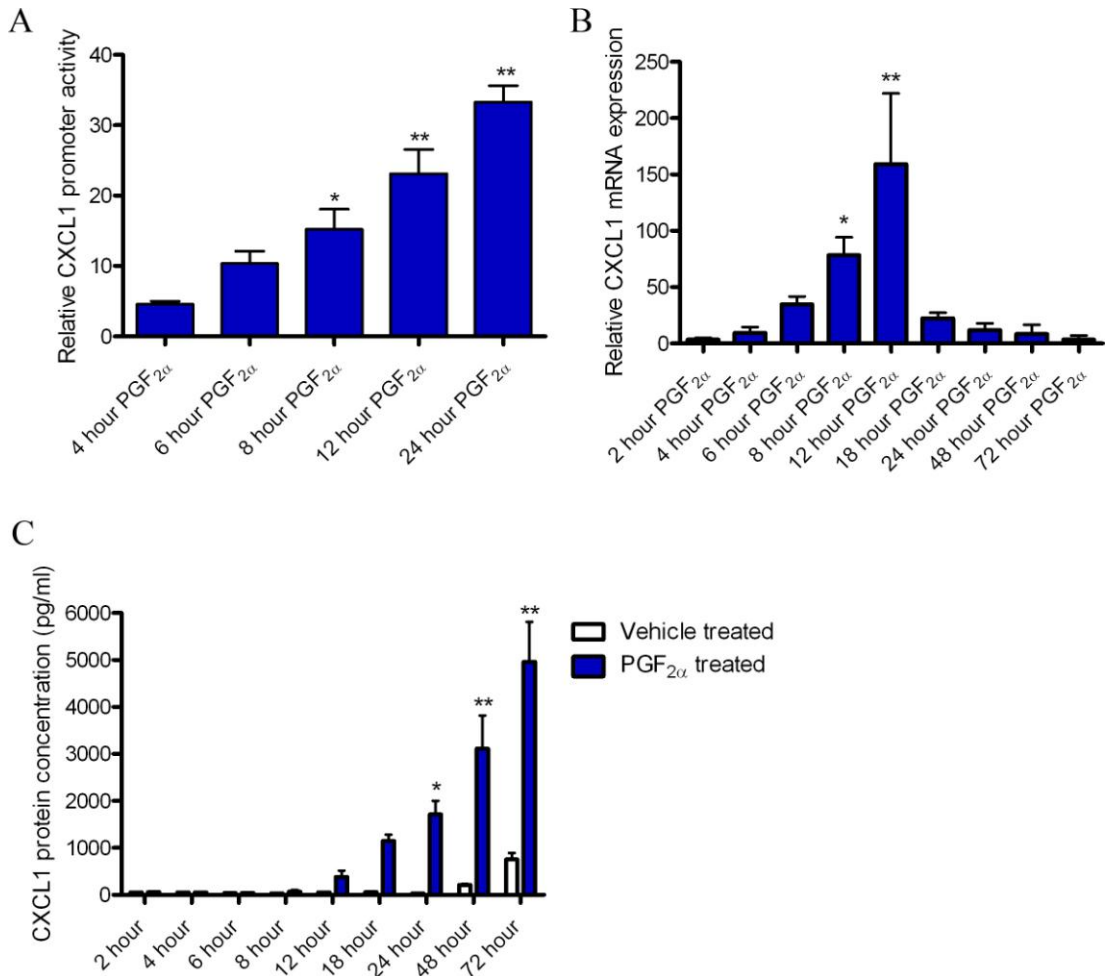 A
Relative CXCL1 promoter activity
40
30
20
10
0
*
**
**
4 hour PGF2α
6 hour PGF2α
8 hour PGF2α
12 hour PGF2α
24 hour PGF2α
B
Relative CXCL1 mRNA expression
250
200
150
100
50
0
*
**
2 hour PGF2α
4 hour PGF2α
6 hour PGF2α
8 hour PGF2α
12 hour PGF2α
18 hour PGF2α
24 hour PGF2α
48 hour PGF2α
72 hour PGF2α
C
CXCL1 protein concentration (pg/ml)
6000
5000
4000
3000
2000
1000
0
*
**
**
2 hour
4 hour
6 hour
8 hour
12 hour
18 hour
24 hour
48 hour
72 hour
Vehicle treated
PGF2α treated